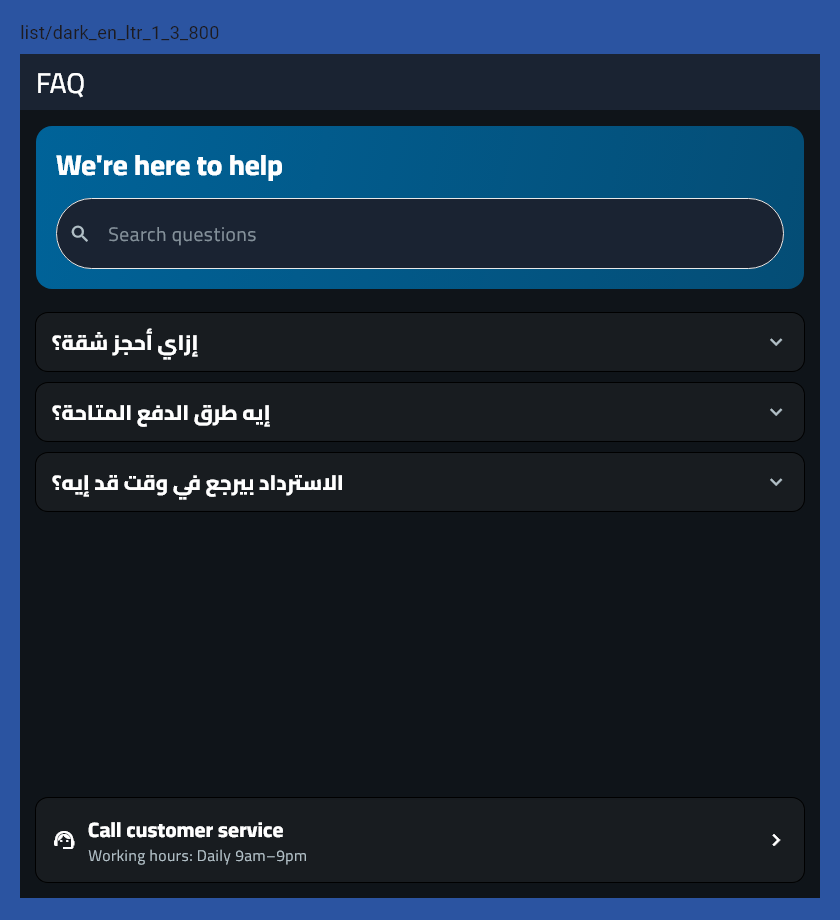 list/dark_en_ltr_1_3_800
FAQ
We're here to help
Search questions
إزاي أحجز شقة؟
إيه طرق الدفع المتاحة؟
الاسترداد بيرجع في وقت قد إيه؟
Call customer service
Working hours: Daily 9am–9pm